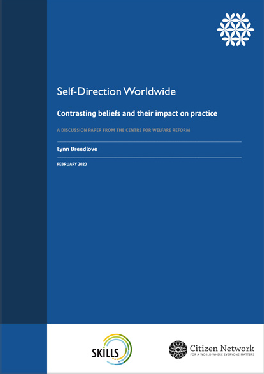 Self-Direction Worldwide
Contrasting beliefs and their impact on practice
A DISCUSSION PAPER FROM THE CENTRE FOR WELFARE REFORM
Lynn Breedlove
FEBRUARY
SKILLS
Citizen Network